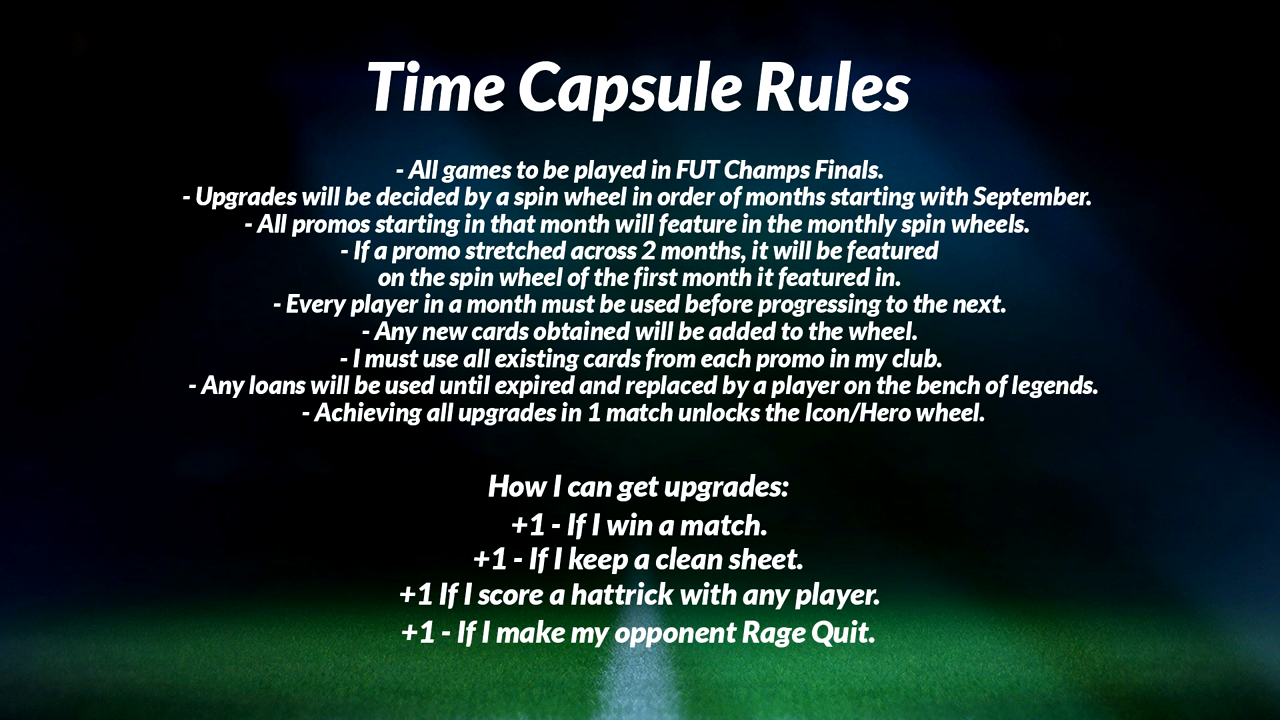 Time Capsule Rules
- All games to be played in FUT Champs Finals.
- Upgrades will be decided by a spin wheel in order of months starting with September.
- All promos starting in that month will feature in the monthly spin wheels.
- If a promo stretched across 2 months, it will be featured
on the spin wheel of the first month it featured in.
- Every player in a month must be used before progressing to the next.
- Any new cards obtained will be added to the wheel.
- I must use all existing cards from each promo in my club.
- Any loans will be used until expired and replaced by a player on the bench of legends.
- Achieving all upgrades in 1 match unlocks the Icon/Hero wheel.
How I can get upgrades:
+1 - If I win a match.
+1 - If I keep a clean sheet.
+1 If I score a hattrick with any player.
+1 - If I make my opponent Rage Quit.